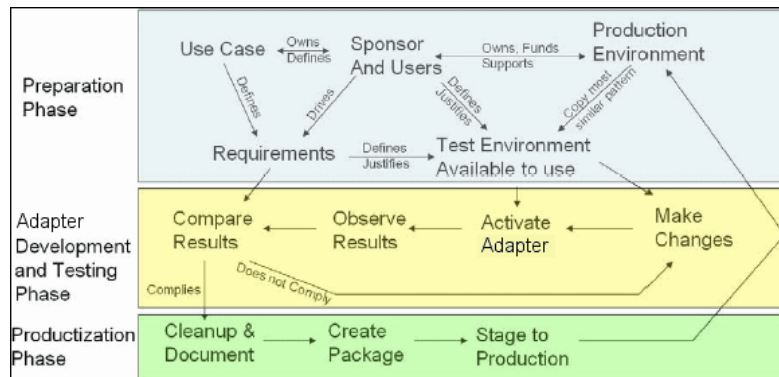 Preparation
Phase
Use Case
Owns
Defines
Sponsor
And Users
Owns, Funds
Supports
Production
Environment
Defines
Drives
Defines
Justifies
Copy most
similar pattern
Requirements
Defines
Justifies
Test Environment
Available to use
Adapter
Development
and Testing
Phase
Compare
Results
Observe
Results
Activate
Adapter
Make
Changes
Complies
Does not Comply
Productization
Phase
Cleanup &
Document
Create
Package
Stage to
Production